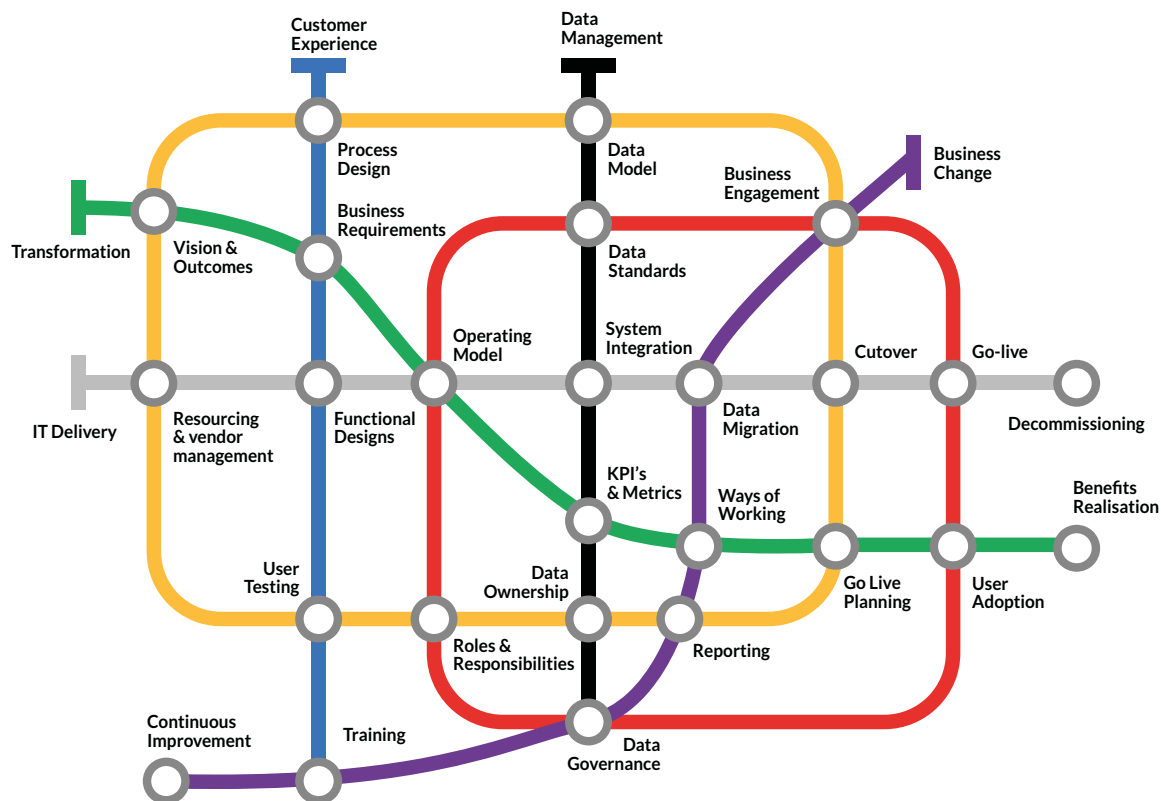 Customer
Experience
Data
Management
Process
Design
Data
Model
Business
Engagement
Business
Change
Transformation
Vision &
Outcomes
Business
Requirements
Data
Standards
Operating
Model
System
Integration
Cutover
Go-live
IT Delivery
Resourcing
& vendor
management
Functional
Designs
Data
Migration
Decommissioning
KPI's
& Metrics
Ways of
Working
Benefits
Realisation
User
Testing
Data
Ownership
Go Live
Planning
User
Adoption
Roles &
Responsibilities
Reporting
Continuous
Improvement
Training
Data
Governance